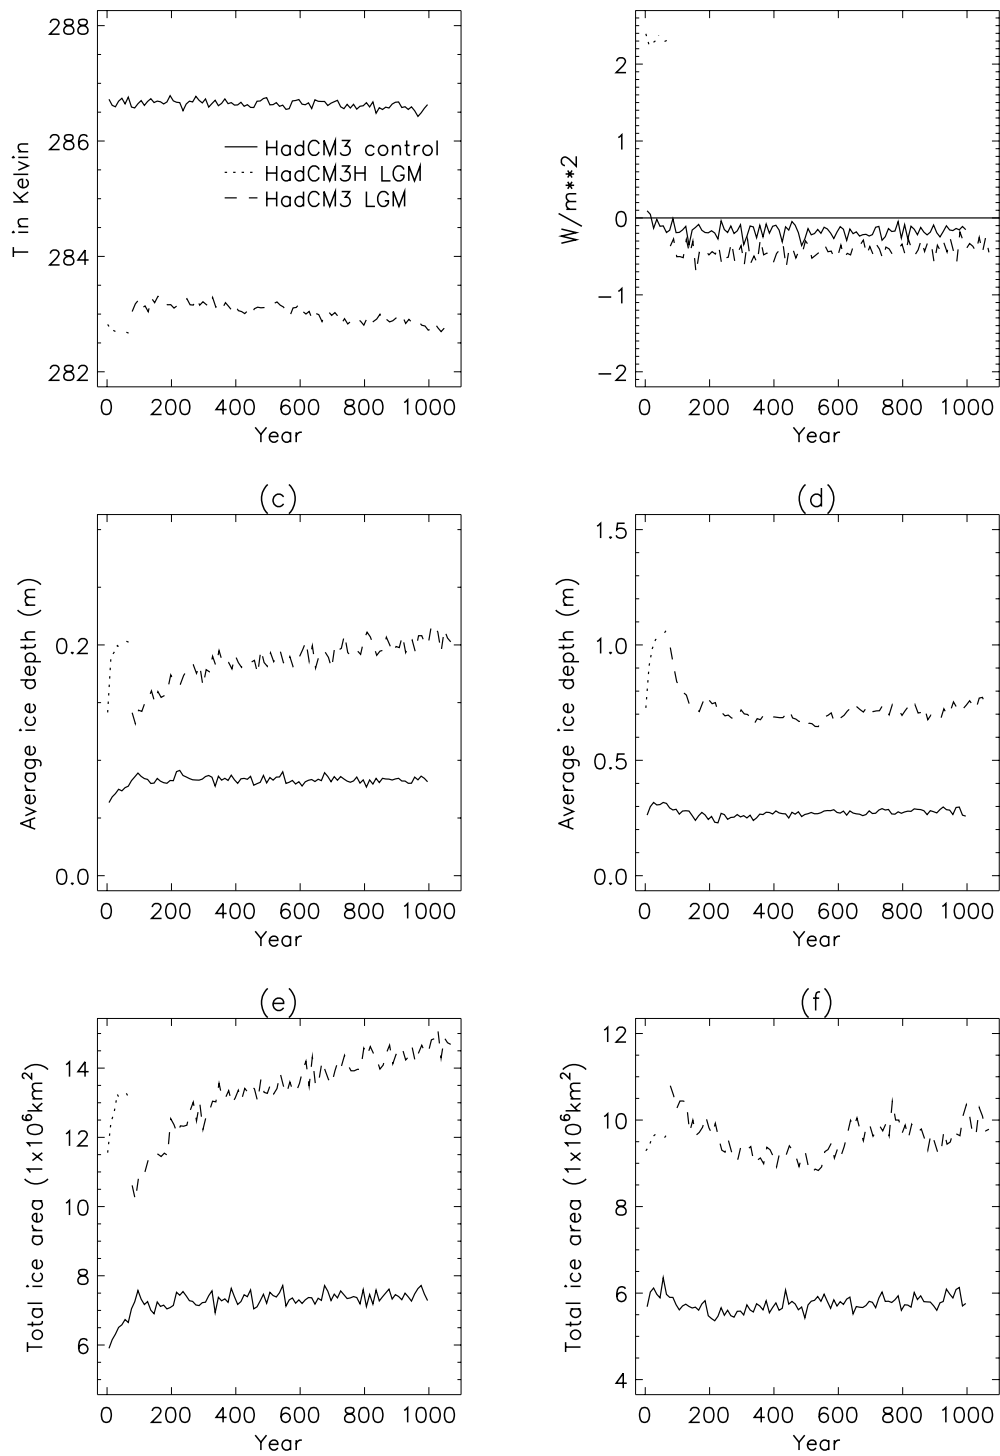 288
286
284
282
T in Kelvin
HadCM3 control
HadCM3H LGM
HadCM3 LGM
0 200 400 600 800 1000
Year
2
1
0
−1
−2
W/m**2
0 200 400 600 800 1000
Year
(c)
0.2
0.0
Average ice depth (m)
0 200 400 600 800 1000
Year
(d)
1.5
1.0
0.5
0.0
Average ice depth (m)
0 200 400 600 800 1000
Year
(e)
14
12
10
8
6
Total ice area (1x10⁶km²)
0 200 400 600 800 1000
Year
(f)
12
10
8
6
4
Total ice area (1x10⁶km²)
0 200 400 600 800 1000
Year